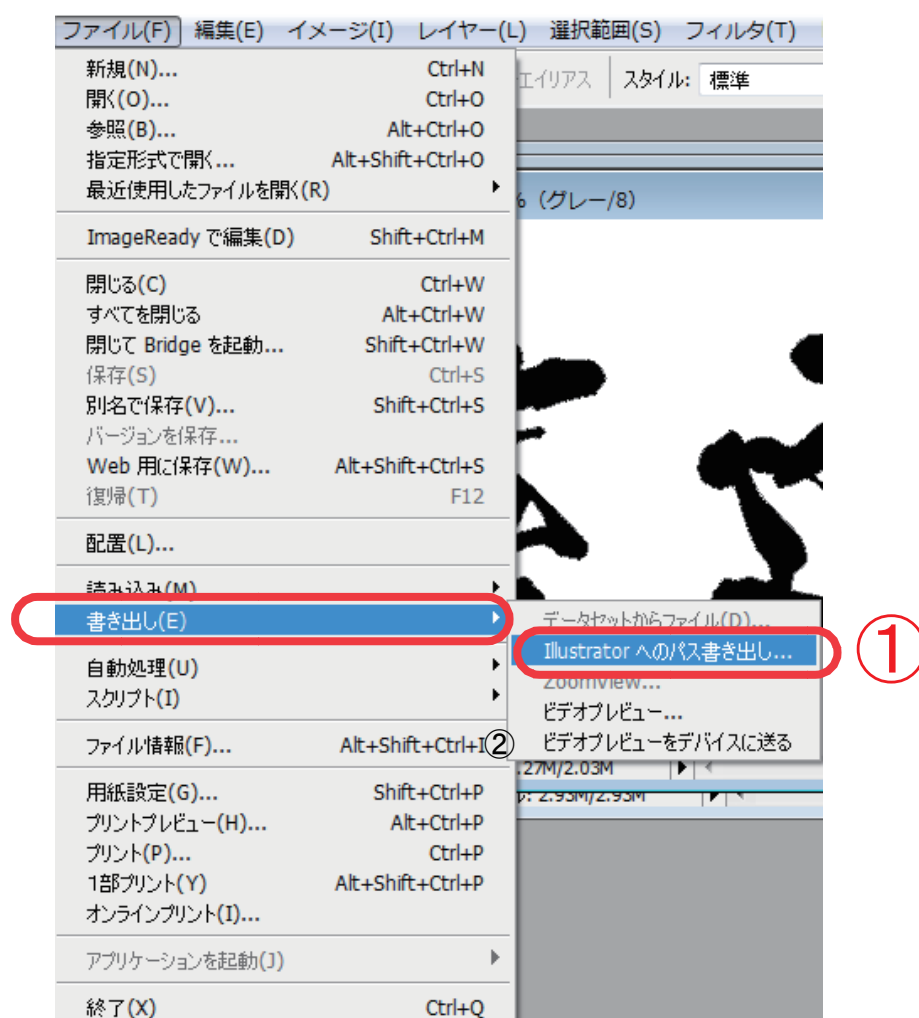 ファイル(F) 編集(E) イメージ(I) レイヤー(L) 選択範囲(S) フィルタ(T)
エイリアス スタイル: 標準
% (グレー/8)
新規(N)... Ctrl+N
開く(O)... Ctrl+O
参照(B)... Alt+Ctrl+O
指定形式で開く... Alt+Shift+Ctrl+O
最近使用したファイルを開く(R)
ImageReady で編集(D) Shift+Ctrl+M
閉じる(C) Ctrl+W
すべてを閉じる Alt+Ctrl+W
閉じて Bridge を起動... Shift+Ctrl+W
保存(S) Ctrl+S
別名で保存(V)... Shift+Ctrl+S
バージョンを保存...
Web 用に保存(W)... Alt+Shift+Ctrl+S
復帰(T) F12
配置(L)...
読み込み(M)
書き出し(E)
データセットからファイル(D)...
Illustrator へのパス書き出し... ①
ZoomView...
ビデオプレビュー...
② ビデオプレビューをデバイスに送る
自動処理(U)
スクリプト(I)
ファイル情報(F)... Alt+Shift+Ctrl+I
.27M/2.03M
: 2.93M/2.93M
用紙設定(G)... Shift+Ctrl+P
プリントプレビュー(H)... Alt+Ctrl+P
プリント(P)... Ctrl+P
1部プリント(Y) Alt+Shift+Ctrl+P
オンラインプリント(I)...
アプリケーションを起動(J)
終了(X) Ctrl+Q